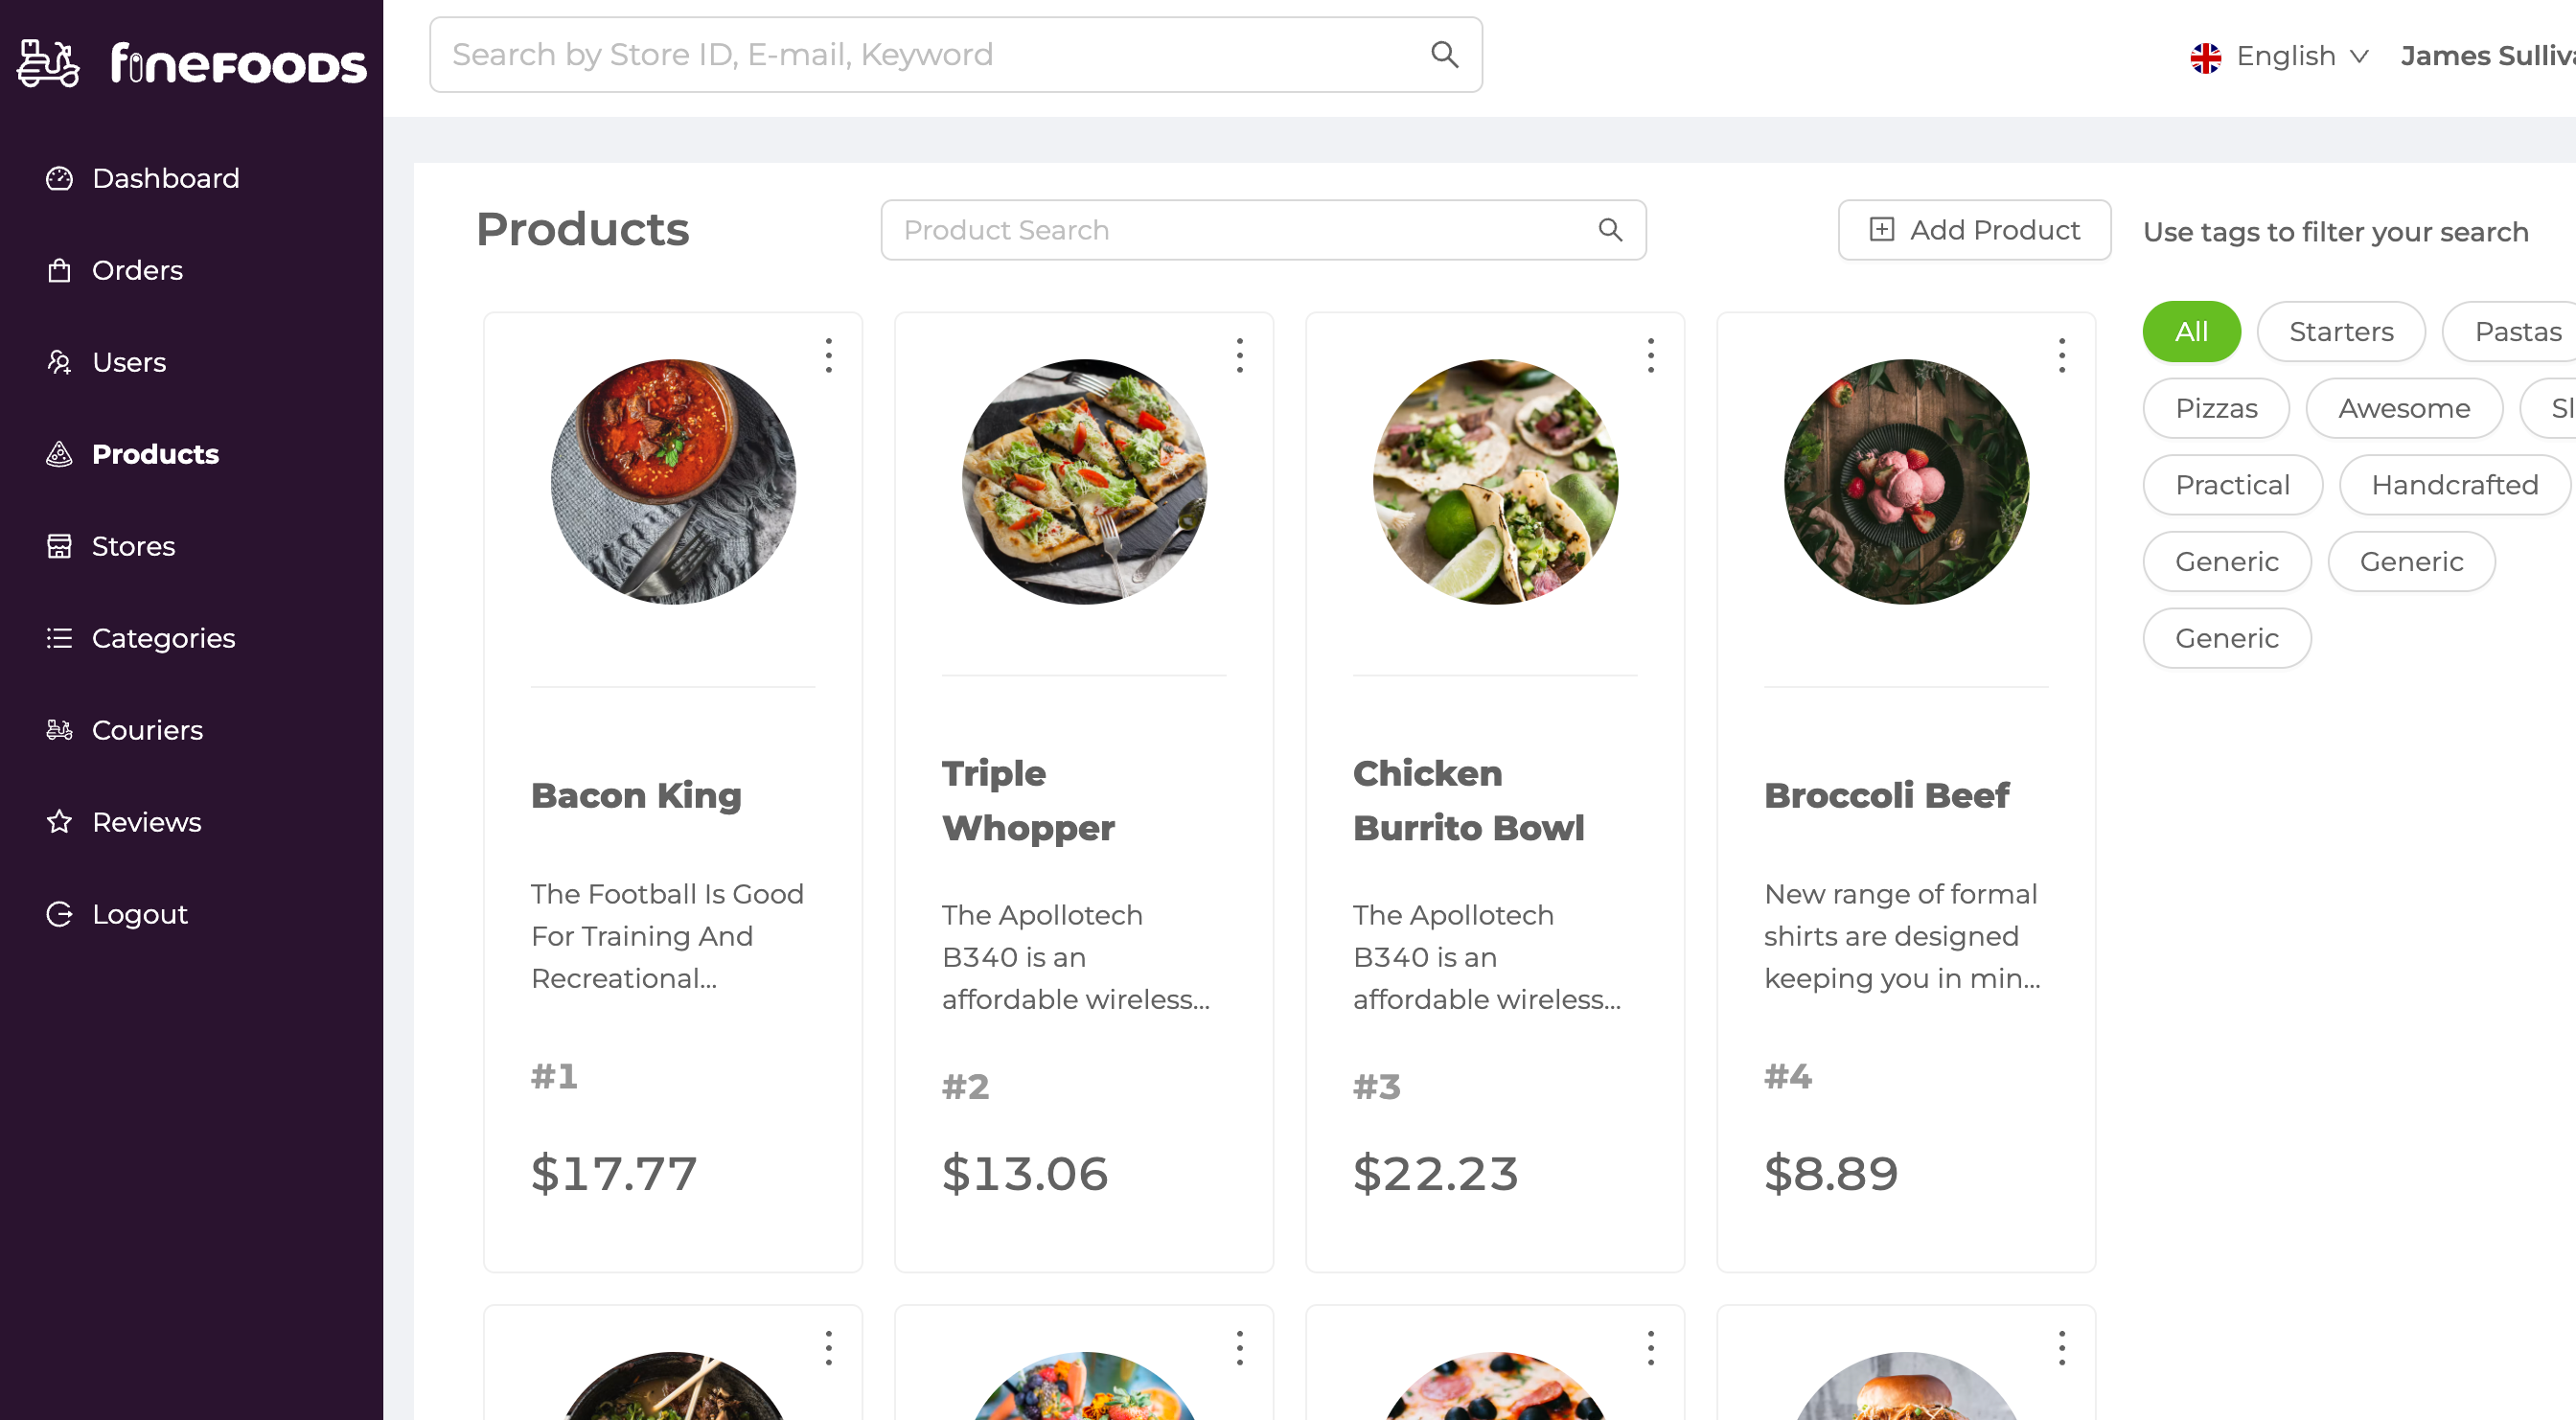 finefoods
Dashboard
Orders
Users
Products
Stores
Categories
Couriers
Reviews
Logout
Search by Store ID, E-mail, Keyword
English
James
Products
Product Search
Add Product
Use tags to filter your search
All
Starters
Pastas
Pizzas
Awesome
Practical
Handcrafted
Generic
Generic
Generic
Bacon King
The Football Is Good
For Training And
Recreational...
#1
$17.77
Triple
Whopper
The Apollotech
B340 is an
affordable wireless...
#2
$13.06
Chicken
Burrito Bowl
The Apollotech
B340 is an
affordable wireless...
#3
$22.23
Broccoli Beef
New range of formal
shirts are designed
keeping you in min...
#4
$8.89